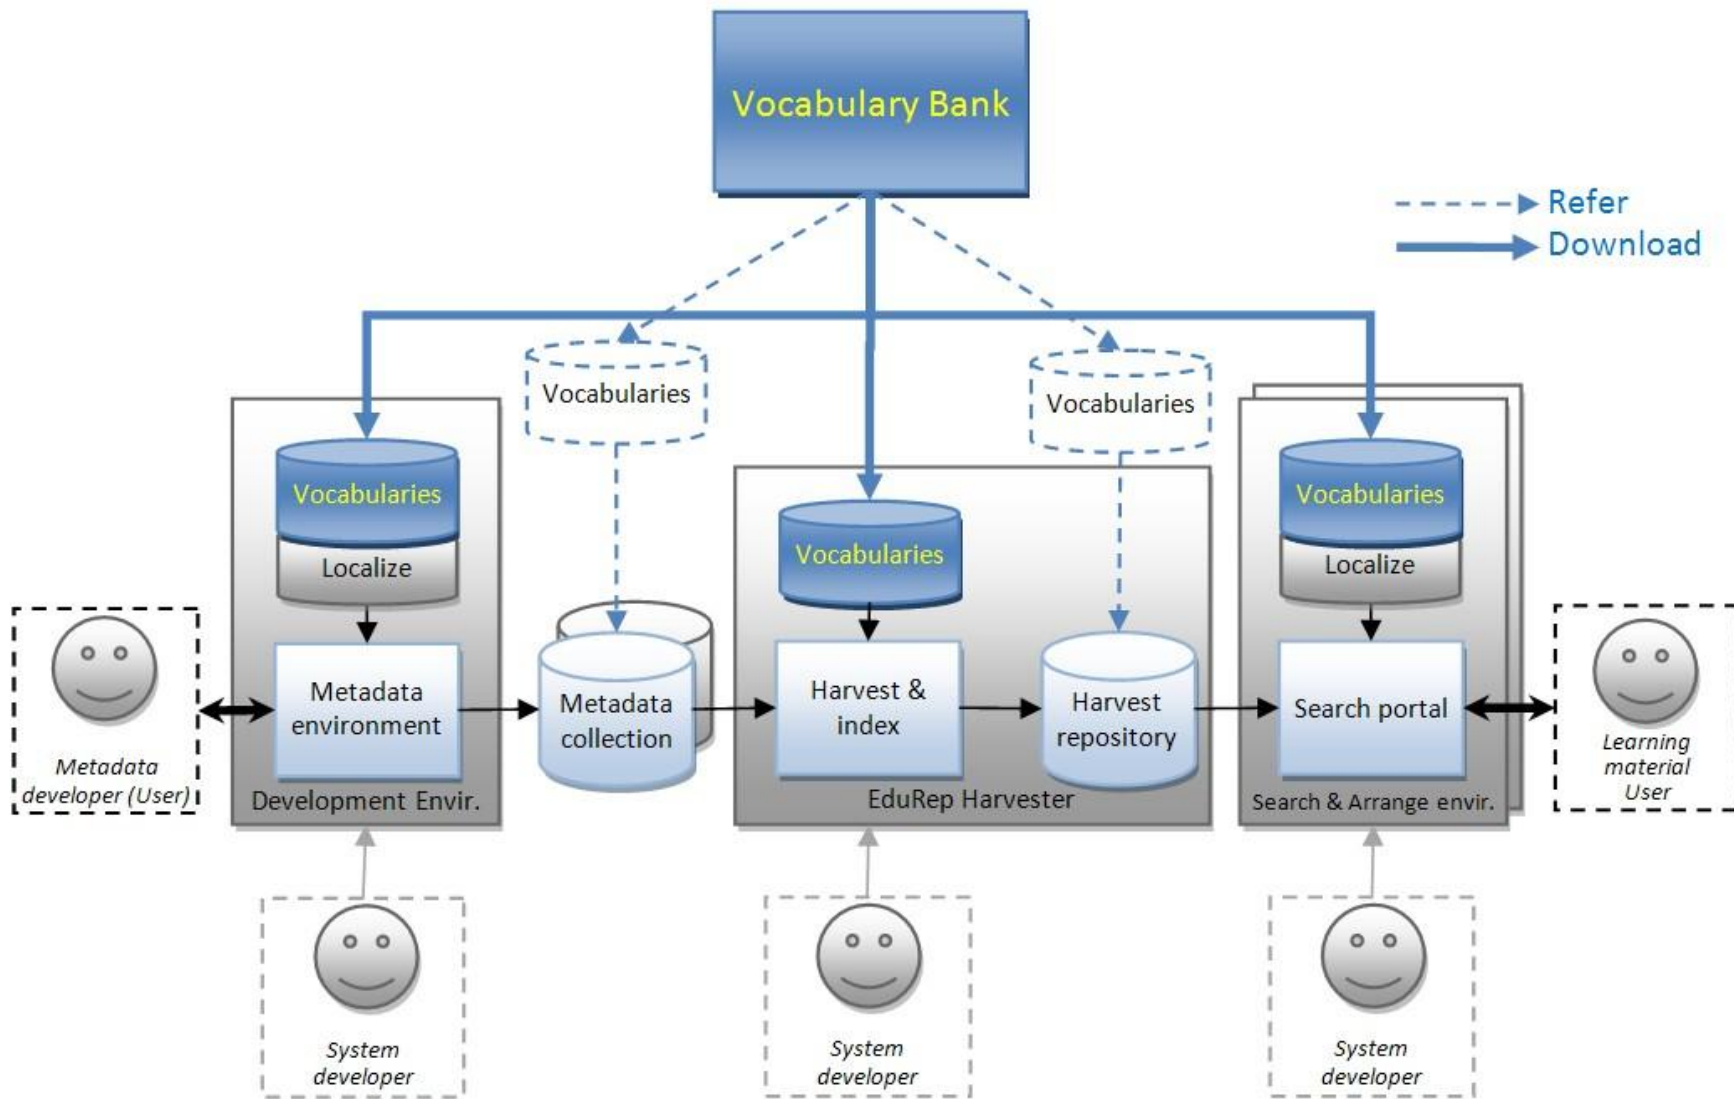 Vocabulary Bank
Refer
Download
Vocabularies
Vocabularies
Vocabularies
Localize
Vocabularies
Vocabularies
Localize
Metadata
environment
Metadata
collection
Harvest &
index
Harvest
repository
Search portal
Metadada
developer (User)
Development Envir.
EduRep Harvester
Search & Arrange envir.
Learning
material
User
System
developer
System
developer
System
developer